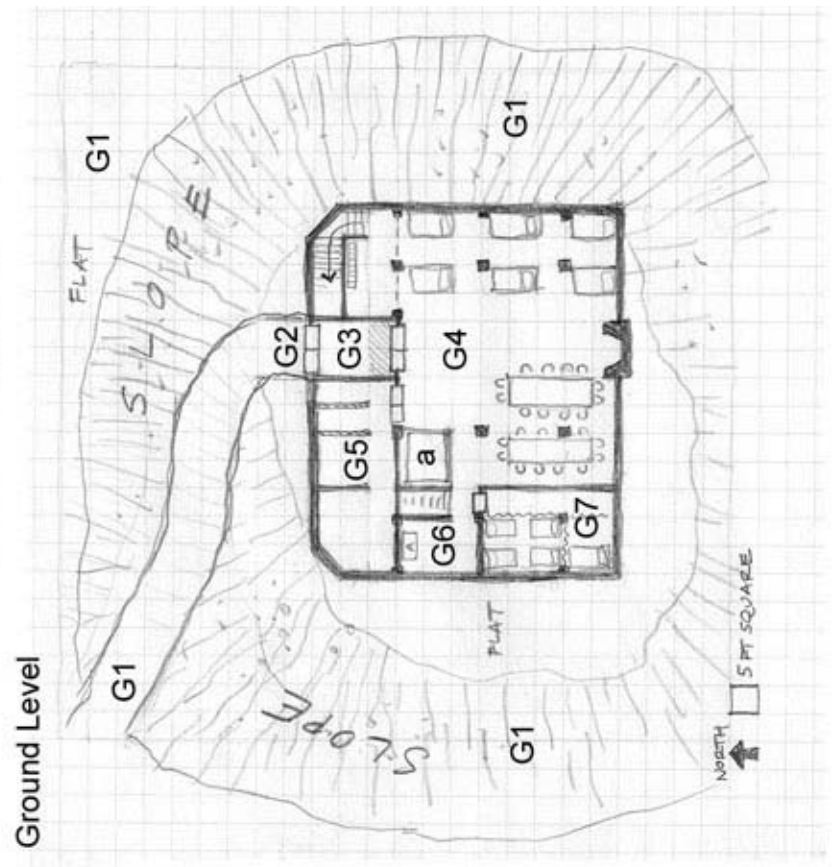 Ground Level
G1
FLAT
SLOPE
G1
G2
G3
G4
G5
a
G6
G7
G1
SLOPE
FLAT
G1
NORTH
5 FT SQUARE